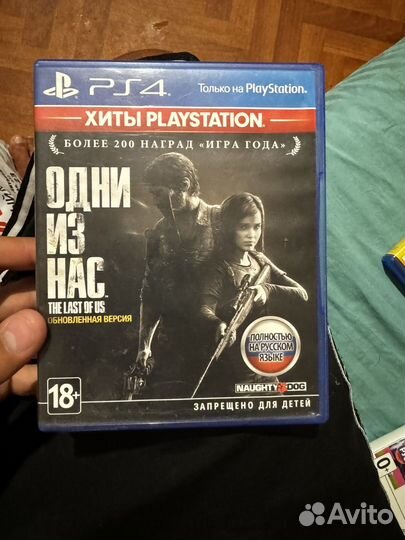 PS4
Только на PlayStation.
ХИТЫ PLAYSTATION
БОЛЕЕ 200 НАГРАД «ИГРА ГОДА»
ОДНИ
ИЗ
НАС
THE LAST OF US
ОБНОВЛЕННАЯ ВЕРСИЯ
ПОЛНОСТЬЮ
НА РУССКОМ
ЯЗЫКЕ
NAUGHTY DOG
18+
ЗАПРЕЩЕНО ДЛЯ ДЕТЕЙ
Avito